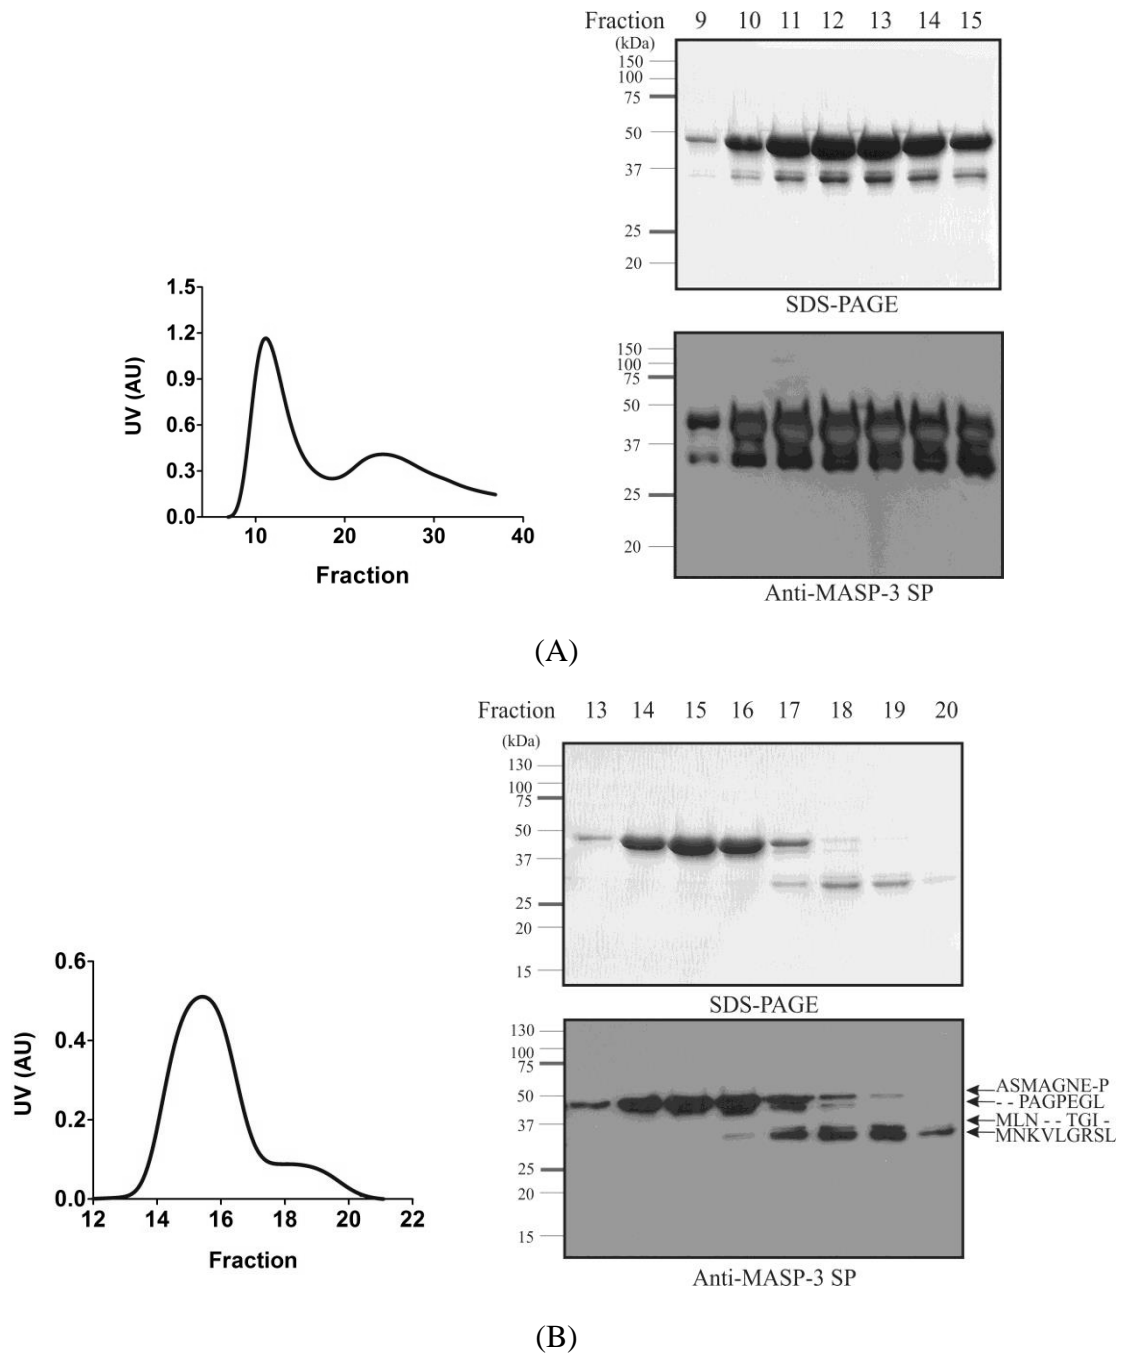 Fraction 9 10 11 12 13 14 15
(kDa)
150
100
75
50
37
25
20
SDS-PAGE
1.5
1.2
0.9
0.6
0.3
0.0
UV (AU)
10 20 30 40
Fraction
150
100
75
50
37
25
20
Anti-MASP-3 SP
(A)
Fraction 13 14 15 16 17 18 19 20
(kDa)
130
100
75
50
37
25
20
15
SDS-PAGE
0.6
0.4
0.2
0.0
UV (AU)
12 14 16 18 20 22
Fraction
130
100
75
50
37
25
20
15
ASMAGNE-P
--PAGPEGL
MLN--TGI-
MNKVLGRSL
Anti-MASP-3 SP
(B)